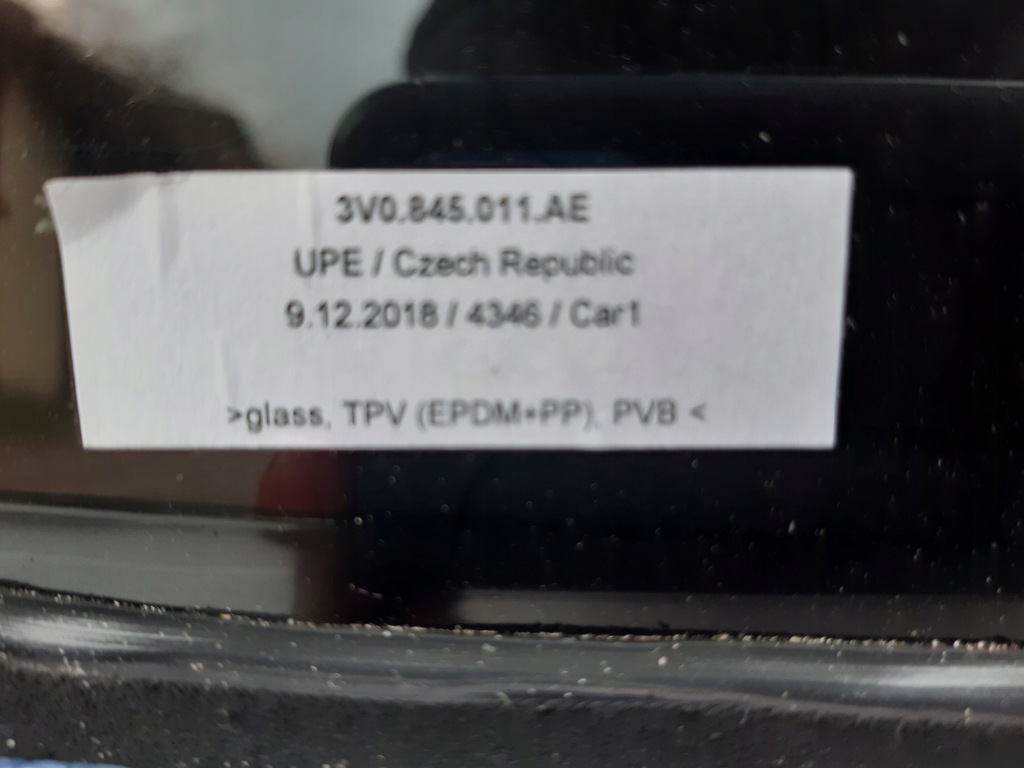 3V0.845.011.AE
UPE / Czech Republic
9.12.2018 / 4346 / Car1
>glass, TPV (EPDM+PP), PVB <